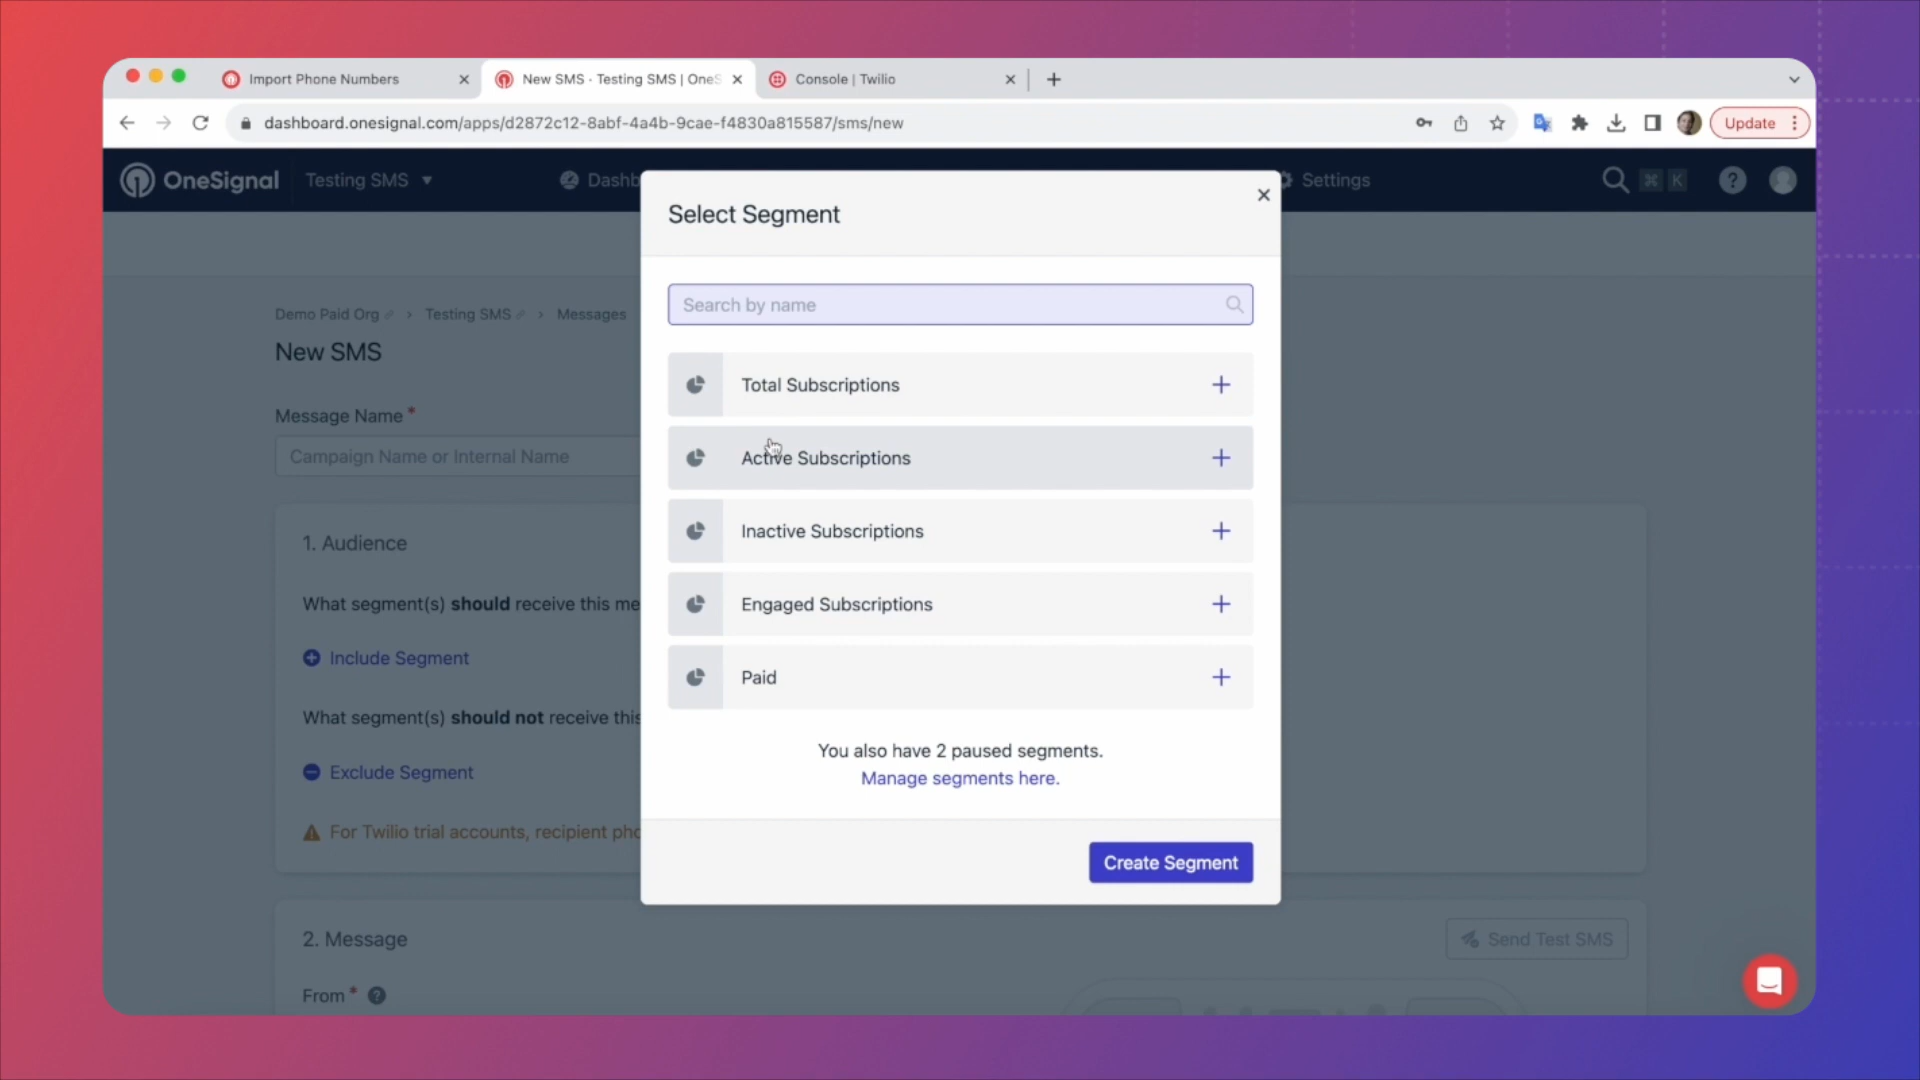 Import Phone Numbers
New SMS - Testing SMS | OneS
Console | Twilio
dashboard.onesignal.com/apps/d2872c12-8abf-4a4b-9cae-f4830a815587/sms/new
Update
OneSignal
Testing SMS
Dashb
Settings
⌘ K
?
Select Segment
Search by name
Total Subscriptions
Active Subscriptions
Inactive Subscriptions
Engaged Subscriptions
Paid
You also have 2 paused segments.
Manage segments here.
Create Segment
Demo Paid Org > Testing SMS > Messages
New SMS
Message Name *
Campaign Name or Internal Name
1. Audience
What segment(s) should receive this me
Include Segment
What segment(s) should not receive this
Exclude Segment
For Twilio trial accounts, recipient pho
2. Message
Send Test SMS
From * ?